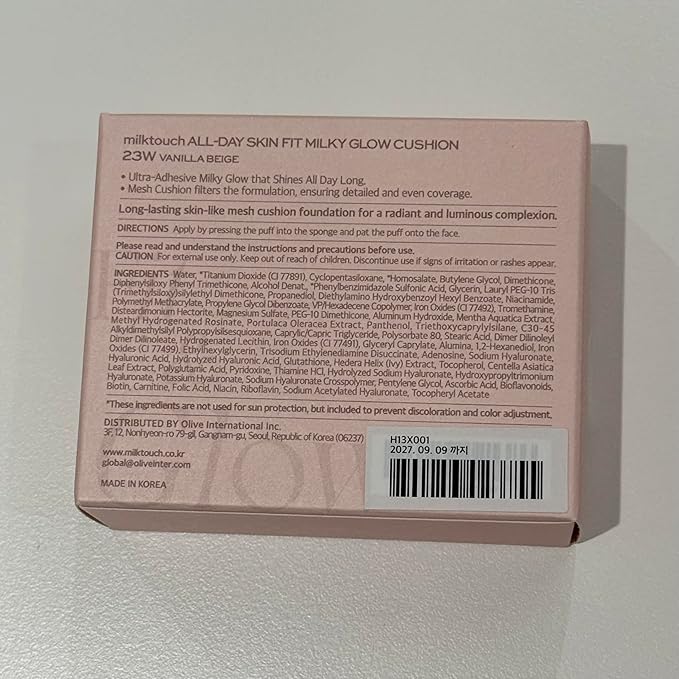 milktouch ALL-DAY SKIN FIT MILKY GLOW CUSHION
23W VANILLA BEIGE
• Ultra-Adhesive Milky Glow that Shines All Day Long.
• Mesh Cushion filters the formulation, ensuring detailed and even coverage.
Long-lasting skin-like mesh cushion foundation for a radiant and luminous complexion.
DIRECTIONS Apply by pressing the puff into the sponge and pat the puff onto the face.
Please read and understand the instructions and precautions before use.
CAUTION For external use only. Keep out of reach of children. Discontinue use if signs of irritation or rashes appear.
INGREDIENTS Water, *Titanium Dioxide (CI 77891), Cyclopentasiloxane, *Homosalate, Butylene Glycol, Dimethicone,
Diphenylsiloxy Phenyl Trimethicone, Alcohol Denat., *Phenylbenzimidazole Sulfonic Acid, Glycerin, Lauryl PEG-10 Tris
(Trimethylsiloxy)silylethyl Dimethicone, Propanediol, Diethylamino Hydroxybenzoyl Hexyl Benzoate, Niacinamide,
Polymethyl Methacrylate, Propylene Glycol Dibenzoate, VP/Hexadecene Copolymer, Iron Oxides (CI 77492), Tromethamine,
Disteardimonium Hectorite, Magnesium Sulfate, PEG-10 Dimethicone, Aluminum Hydroxide, Mentha Aquatica Extract,
Methyl Hydrogenated Rosinate, Portulaca Oleracea Extract, Panthenol, Triethoxycaprylylsilane, C30-45
Alkyldimethylsilyl Polypropylsilsesquioxane, Caprylic/Capric Triglyceride, Polysorbate 80, Stearic Acid, Dimer Dilinoleyl
Dimer Dilinoleate, Hydrogenated Lecithin, Iron Oxides (CI 77491), Glyceryl Caprylate, Alumina, 1,2-Hexanediol, Iron
Oxides (CI 77499), Ethylhexylglycerin, Trisodium Ethylenediamine Disuccinate, Adenosine, Sodium Hyaluronate,
Hyaluronic Acid, Hydrolyzed Hyaluronic Acid, Glutathione, Hedera Helix (Ivy) Extract, Tocopherol, Centella Asiatica
Leaf Extract, Polyglutamic Acid, Pyridoxine, Thiamine HCl, Hydrolyzed Sodium Hyaluronate, Hydroxypropyltrimonium
Hyaluronate, Potassium Hyaluronate, Sodium Hyaluronate Crosspolymer, Pentylene Glycol, Ascorbic Acid, Bioflavonoids,
Biotin, Carnitine, Folic Acid, Niacin, Riboflavin, Sodium Acetylated Hyaluronate, Tocopheryl Acetate
*These ingredients are not used for sun protection, but included to prevent discoloration and color adjustment.
DISTRIBUTED BY Olive International Inc.
3F, 12, Nonhyeon-ro 79-gil, Gangnam-gu, Seoul, Republic of Korea (06237)
www.milktouch.co.kr
global@oliveinter.com
MADE IN KOREA
H13X001
2027. 09. 09 까지